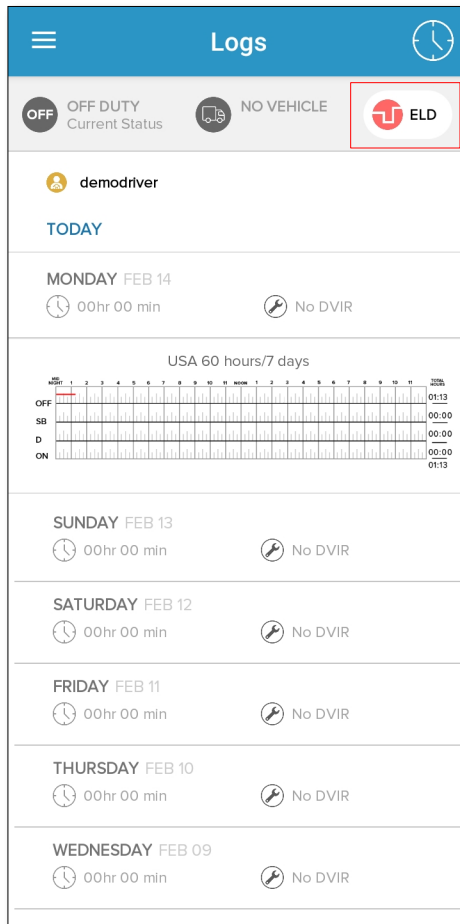 Logs
OFF OFF DUTY NO VEHICLE ELD
Current Status
demodriver
TODAY
MONDAY FEB 14
00hr 00 min No DVIR
USA 60 hours/7 days
MID NIGHT 1 2 3 4 5 6 7 8 9 10 11 NOON 1 2 3 4 5 6 7 8 9 10 11 TOTAL HOURS
OFF 01:13
SB 00:00
D 00:00
ON 00:00
01:13
SUNDAY FEB 13
00hr 00 min No DVIR
SATURDAY FEB 12
00hr 00 min No DVIR
FRIDAY FEB 11
00hr 00 min No DVIR
THURSDAY FEB 10
00hr 00 min No DVIR
WEDNESDAY FEB 09
00hr 00 min No DVIR